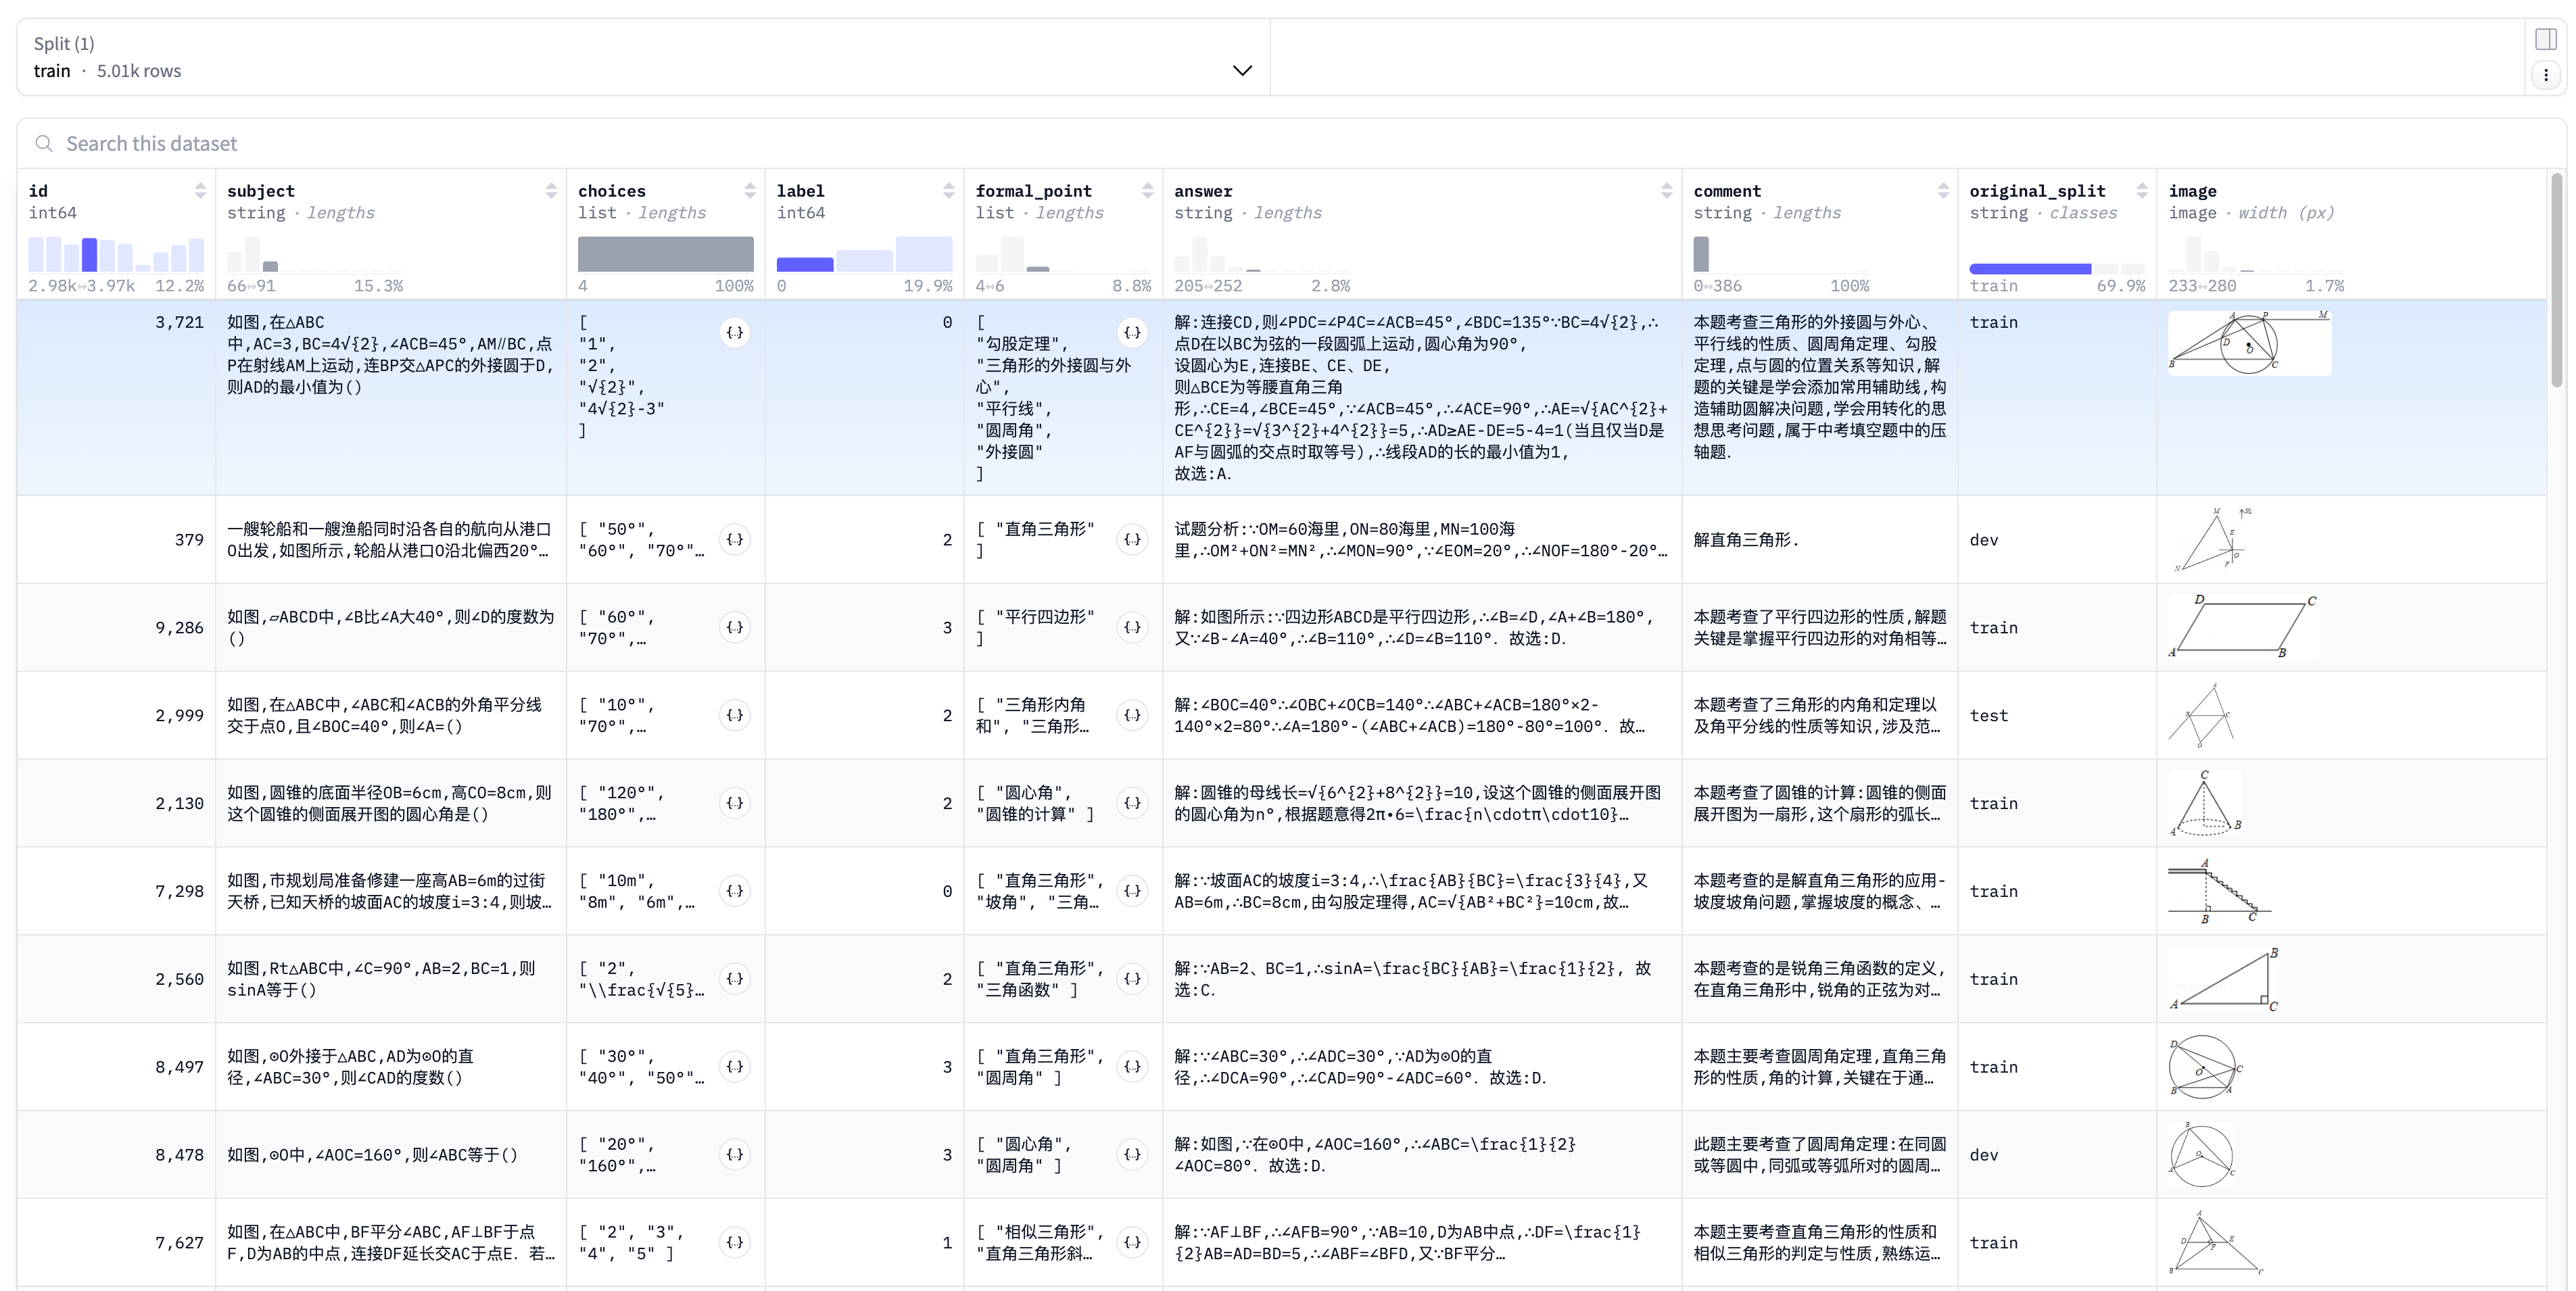 Split (1)
train · 5.01k rows
Search this dataset
id
int64
2.98k↔3.97k 12.2%
subject
string · lengths
66↔91 15.3%
choices
list · lengths
4 100%
label
int64
0 19.9%
formal_point
list · lengths
4↔6 8.8%
answer
string · lengths
205↔252 2.8%
comment
string · lengths
0↔386 100%
original_split
string · classes
train 69.9%
image
image · width (px)
233↔280 1.7%
3,721
如图,在△ABC
中,AC=3,BC=4√{2},∠ACB=45°,AM//BC,点
P在射线AM上运动,连BP交△APC的外接圆于D,
则AD的最小值为()
[
"1",
"2",
"√{2}",
"4√{2}-3"
]
{..}
0
[
"勾股定理",
"三角形的外接圆与外
心",
"平行线",
"圆周角",
"外接圆"
]
{..}
解:连接CD,则∠PDC=∠P4C=∠ACB=45°,∠BDC=135°∵BC=4√{2},∴
点D在以BC为弦的一段圆弧上运动,圆心角为90°,
设圆心为E,连接BE、CE、DE,
则△BCE为等腰直角三角
形,∴CE=4,∠BCE=45°,∵∠ACB=45°,∴∠ACE=90°,∴AE=√{AC^{2}+
CE^{2}}=√{3^{2}+4^{2}}=5,∴AD≥AE-DE=5-4=1(当且仅当D是
AF与圆弧的交点时取等号),∴线段AD的长的最小值为1,
故选:A.
本题考查三角形的外接圆与外心、
平行线的性质、圆周角定理、勾股
定理,点与圆的位置关系等知识,解
题的关键是学会添加常用辅助线,构
造辅助圆解决问题,学会用转化的思
想思考问题,属于中考填空题中的压
轴题.
train
A P M
D O
B C
379
一艘轮船和一艘渔船同时沿各自的航向从港口
O出发,如图所示,轮船从港口O沿北偏西20°…
[ "50°",
"60°", "70°"…
{..}
2
[ "直角三角形"
]
{..}
试题分析:∵OM=60海里,ON=80海里,MN=100海
里,∴OM²+ON²=MN²,∴∠MON=90°,∵∠EOM=20°,∴∠NOF=180°-20°…
解直角三角形.
dev
M 北
E
O
N F
9,286
如图,▱ABCD中,∠B比∠A大40°,则∠D的度数为
()
[ "60°",
"70°",…
{..}
3
[ "平行四边形"
]
{..}
解:如图所示:∵四边形ABCD是平行四边形,∴∠B=∠D,∠A+∠B=180°,
又∵∠B-∠A=40°,∴∠B=110°,∴∠D=∠B=110°. 故选:D.
本题考查了平行四边形的性质,解题
关键是掌握平行四边形的对角相等…
train
D C
A B
2,999
如图,在△ABC中,∠ABC和∠ACB的外角平分线
交于点O,且∠BOC=40°,则∠A=()
[ "10°",
"70°",…
{..}
2
[ "三角形内角
和", "三角形…
{..}
解:∠BOC=40°∴∠OBC+∠OCB=140°∴∠ABC+∠ACB=180°×2-
140°×2=80°∴∠A=180°-(∠ABC+∠ACB)=180°-80°=100°. 故…
本题考查了三角形的内角和定理以
及角平分线的性质等知识,涉及范…
test
A
B C
O
2,130
如图,圆锥的底面半径OB=6cm,高CO=8cm,则
这个圆锥的侧面展开图的圆心角是()
[ "120°",
"180°",…
{..}
2
[ "圆心角",
"圆锥的计算" ]
{..}
解:圆锥的母线长=√{6^{2}+8^{2}}=10,设这个圆锥的侧面展开图
的圆心角为n°,根据题意得2π•6=\frac{n\cdotπ\cdot10}…
本题考查了圆锥的计算:圆锥的侧面
展开图为一扇形,这个扇形的弧长…
train
C
A B
7,298
如图,市规划局准备修建一座高AB=6m的过街
天桥,已知天桥的坡面AC的坡度i=3:4,则坡…
[ "10m",
"8m", "6m",…
{..}
0
[ "直角三角形",
"坡角", "三角…
{..}
解:∵坡面AC的坡度i=3:4,∴\frac{AB}{BC}=\frac{3}{4},又
AB=6m,∴BC=8cm,由勾股定理得,AC=√{AB²+BC²}=10cm,故…
本题考查的是解直角三角形的应用-
坡度坡角问题,掌握坡度的概念、…
train
A
B C
2,560
如图,Rt△ABC中,∠C=90°,AB=2,BC=1,则
sinA等于()
[ "2",
"\\frac{√{5}…
{..}
2
[ "直角三角形",
"三角函数" ]
{..}
解:∵AB=2、BC=1,∴sinA=\frac{BC}{AB}=\frac{1}{2}, 故
选:C.
本题考查的是锐角三角函数的定义,
在直角三角形中,锐角的正弦为对…
train
B
A C
8,497
如图,⊙O外接于△ABC,AD为⊙O的直
径,∠ABC=30°,则∠CAD的度数()
[ "30°",
"40°", "50°"…
{..}
3
[ "直角三角形",
"圆周角" ]
{..}
解:∵∠ABC=30°,∴∠ADC=30°,∵AD为⊙O的直
径,∴∠DCA=90°,∴∠CAD=90°-∠ADC=60°. 故选:D.
本题主要考查圆周角定理,直角三角
形的性质,角的计算,关键在于通…
train
D
O C
B A
8,478
如图,⊙O中,∠AOC=160°,则∠ABC等于()
[ "20°",
"160°",…
{..}
3
[ "圆心角",
"圆周角" ]
{..}
解:如图,∵在⊙O中,∠AOC=160°,∴∠ABC=\frac{1}{2}
∠AOC=80°. 故选:D.
此题主要考查了圆周角定理:在同圆
或等圆中,同弧或等弧所对的圆周…
dev
B
O
A C
7,627
如图,在△ABC中,BF平分∠ABC,AF⊥BF于点
F,D为AB的中点,连接DF延长交AC于点E. 若…
[ "2", "3",
"4", "5" ]
{..}
1
[ "相似三角形",
"直角三角形斜…
{..}
解:∵AF⊥BF,∴∠AFB=90°,∵AB=10,D为AB中点,∴DF=\frac{1}
{2}AB=AD=BD=5,∴∠ABF=∠BFD,又∵BF平分…
本题主要考查直角三角形的性质和
相似三角形的判定与性质,熟练运…
train
A
D F E
B C